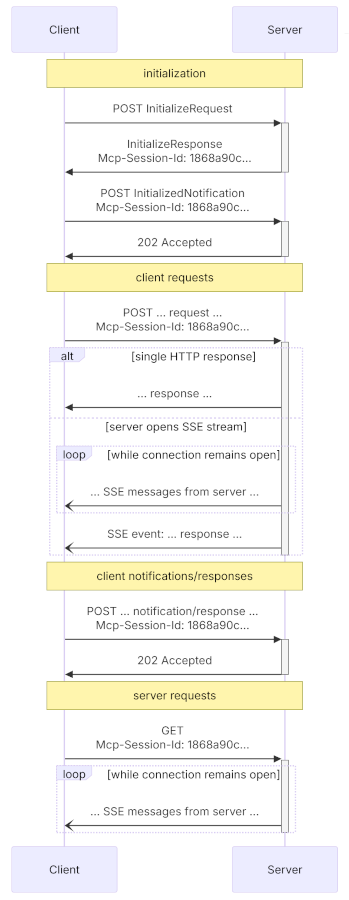 Client
Server
initialization
POST InitializeRequest
InitializeResponse
Mcp-Session-Id: 1868a90c...
POST InitializedNotification
Mcp-Session-Id: 1868a90c...
202 Accepted
client requests
POST ... request ...
Mcp-Session-Id: 1868a90c...
alt
[single HTTP response]
... response ...
[server opens SSE stream]
loop
[while connection remains open]
... SSE messages from server ...
SSE event: ... response ...
client notifications/responses
POST ... notification/response ...
Mcp-Session-Id: 1868a90c...
202 Accepted
server requests
GET
Mcp-Session-Id: 1868a90c...
loop
[while connection remains open]
... SSE messages from server ...
Client
Server